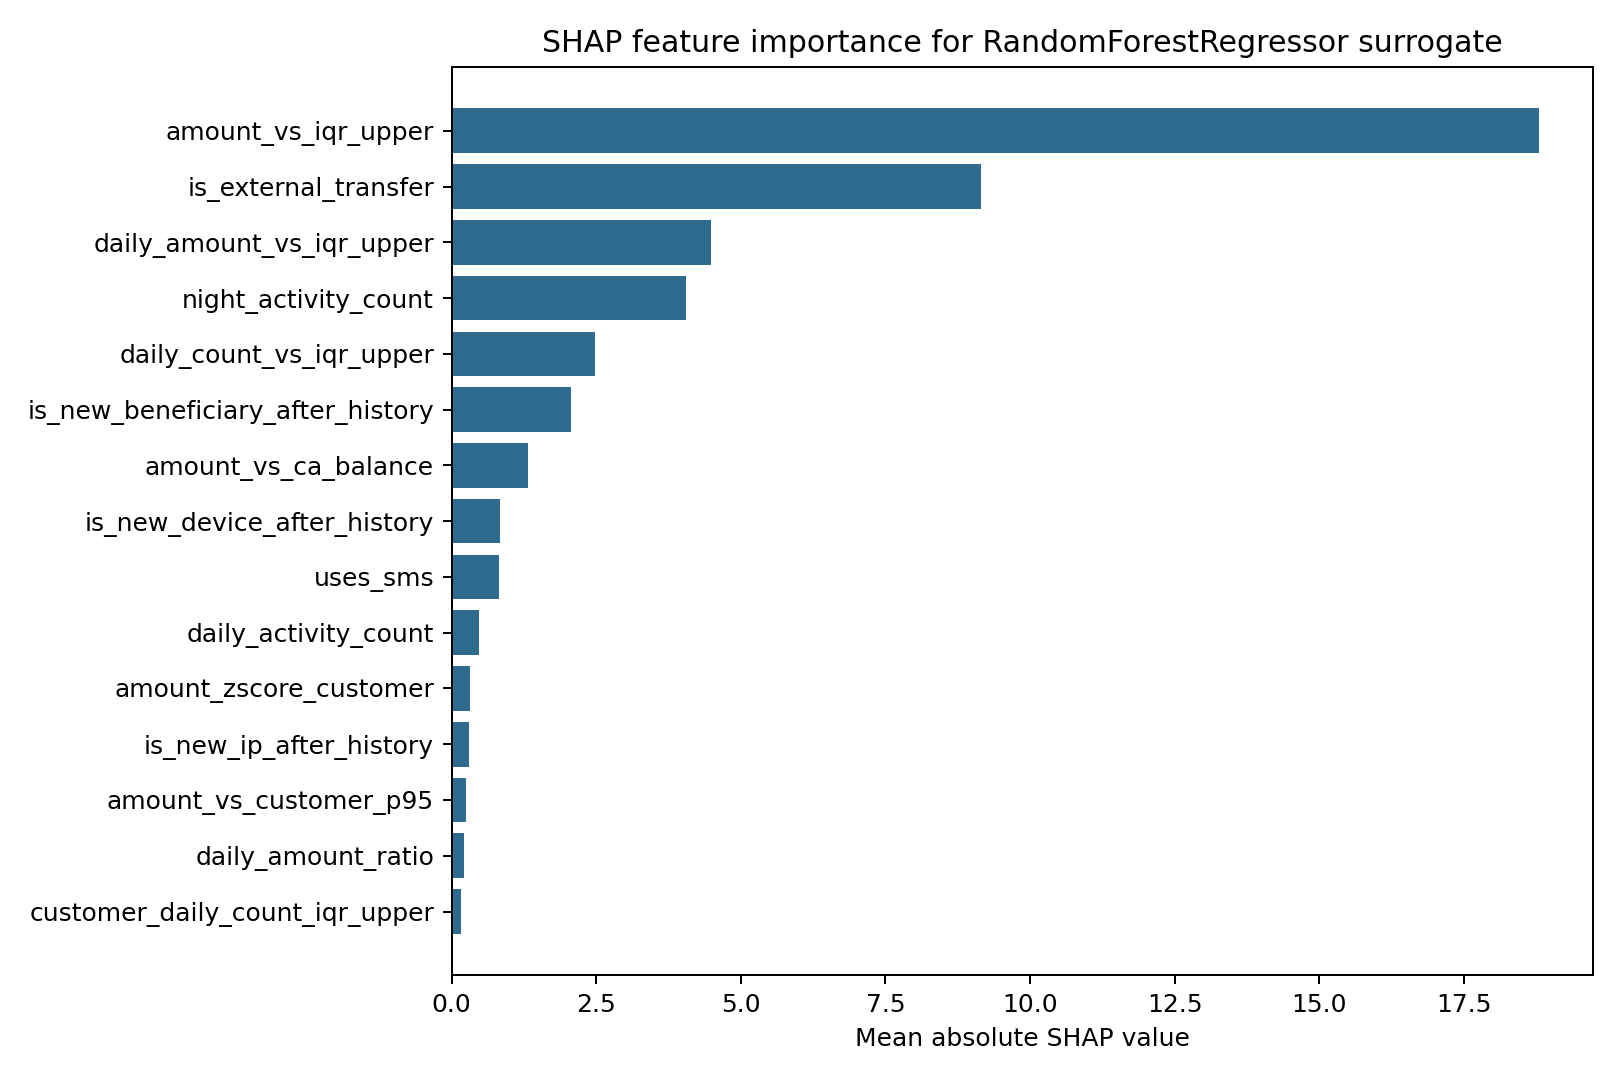 SHAP feature importance for RandomForestRegressor surrogate
amount_vs_iqr_upper
is_external_transfer
daily_amount_vs_iqr_upper
night_activity_count
daily_count_vs_iqr_upper
is_new_beneficiary_after_history
amount_vs_ca_balance
is_new_device_after_history
uses_sms
daily_activity_count
amount_zscore_customer
is_new_ip_after_history
amount_vs_customer_p95
daily_amount_ratio
customer_daily_count_iqr_upper
0.0 2.5 5.0 7.5 10.0 12.5 15.0 17.5
Mean absolute SHAP value